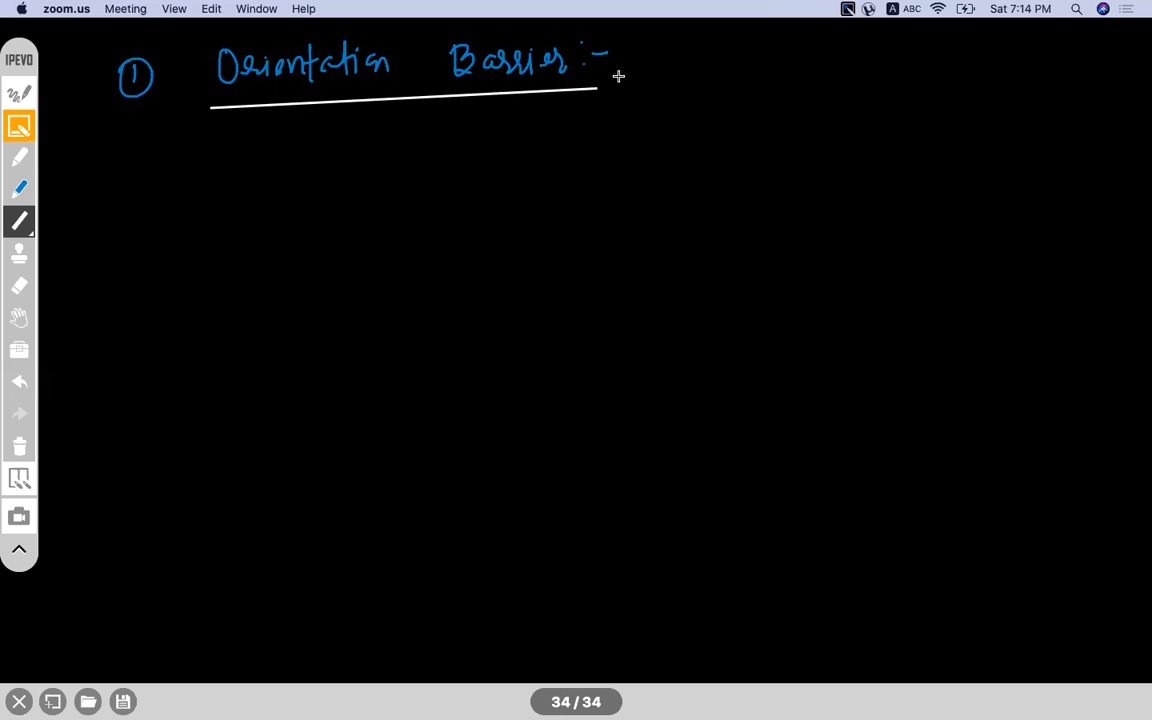 zoom.us Meeting View Edit Window Help A ABC Sat 7:14 PM
IPEVO
① Orientation Barrier :-
34 / 34